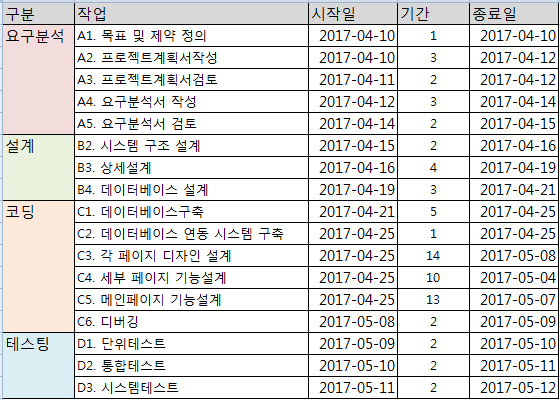 구분 작업 시작일 기간 종료일
요구분석 A1. 목표 및 제약 정의 2017-04-10 1 2017-04-10
A2. 프로젝트계획서작성 2017-04-10 3 2017-04-12
A3. 프로젝트계획서검토 2017-04-11 2 2017-04-12
A4. 요구분석서 작성 2017-04-12 3 2017-04-14
A5. 요구분석서 검토 2017-04-14 2 2017-04-15
설계 B2. 시스템 구조 설계 2017-04-15 2 2017-04-16
B3. 상세설계 2017-04-16 4 2017-04-19
B4. 데이터베이스 설계 2017-04-19 3 2017-04-21
코딩 C1. 데이터베이스구축 2017-04-21 5 2017-04-25
C2. 데이터베이스 연동 시스템 구축 2017-04-25 1 2017-04-25
C3. 각 페이지 디자인 설계 2017-04-25 14 2017-05-08
C4. 세부 페이지 기능설계 2017-04-25 10 2017-05-04
C5. 메인페이지 기능설계 2017-04-25 13 2017-05-07
C6. 디버깅 2017-05-08 2 2017-05-09
테스팅 D1. 단위테스트 2017-05-09 2 2017-05-10
D2. 통합테스트 2017-05-10 2 2017-05-11
D3. 시스템테스트 2017-05-11 2 2017-05-12